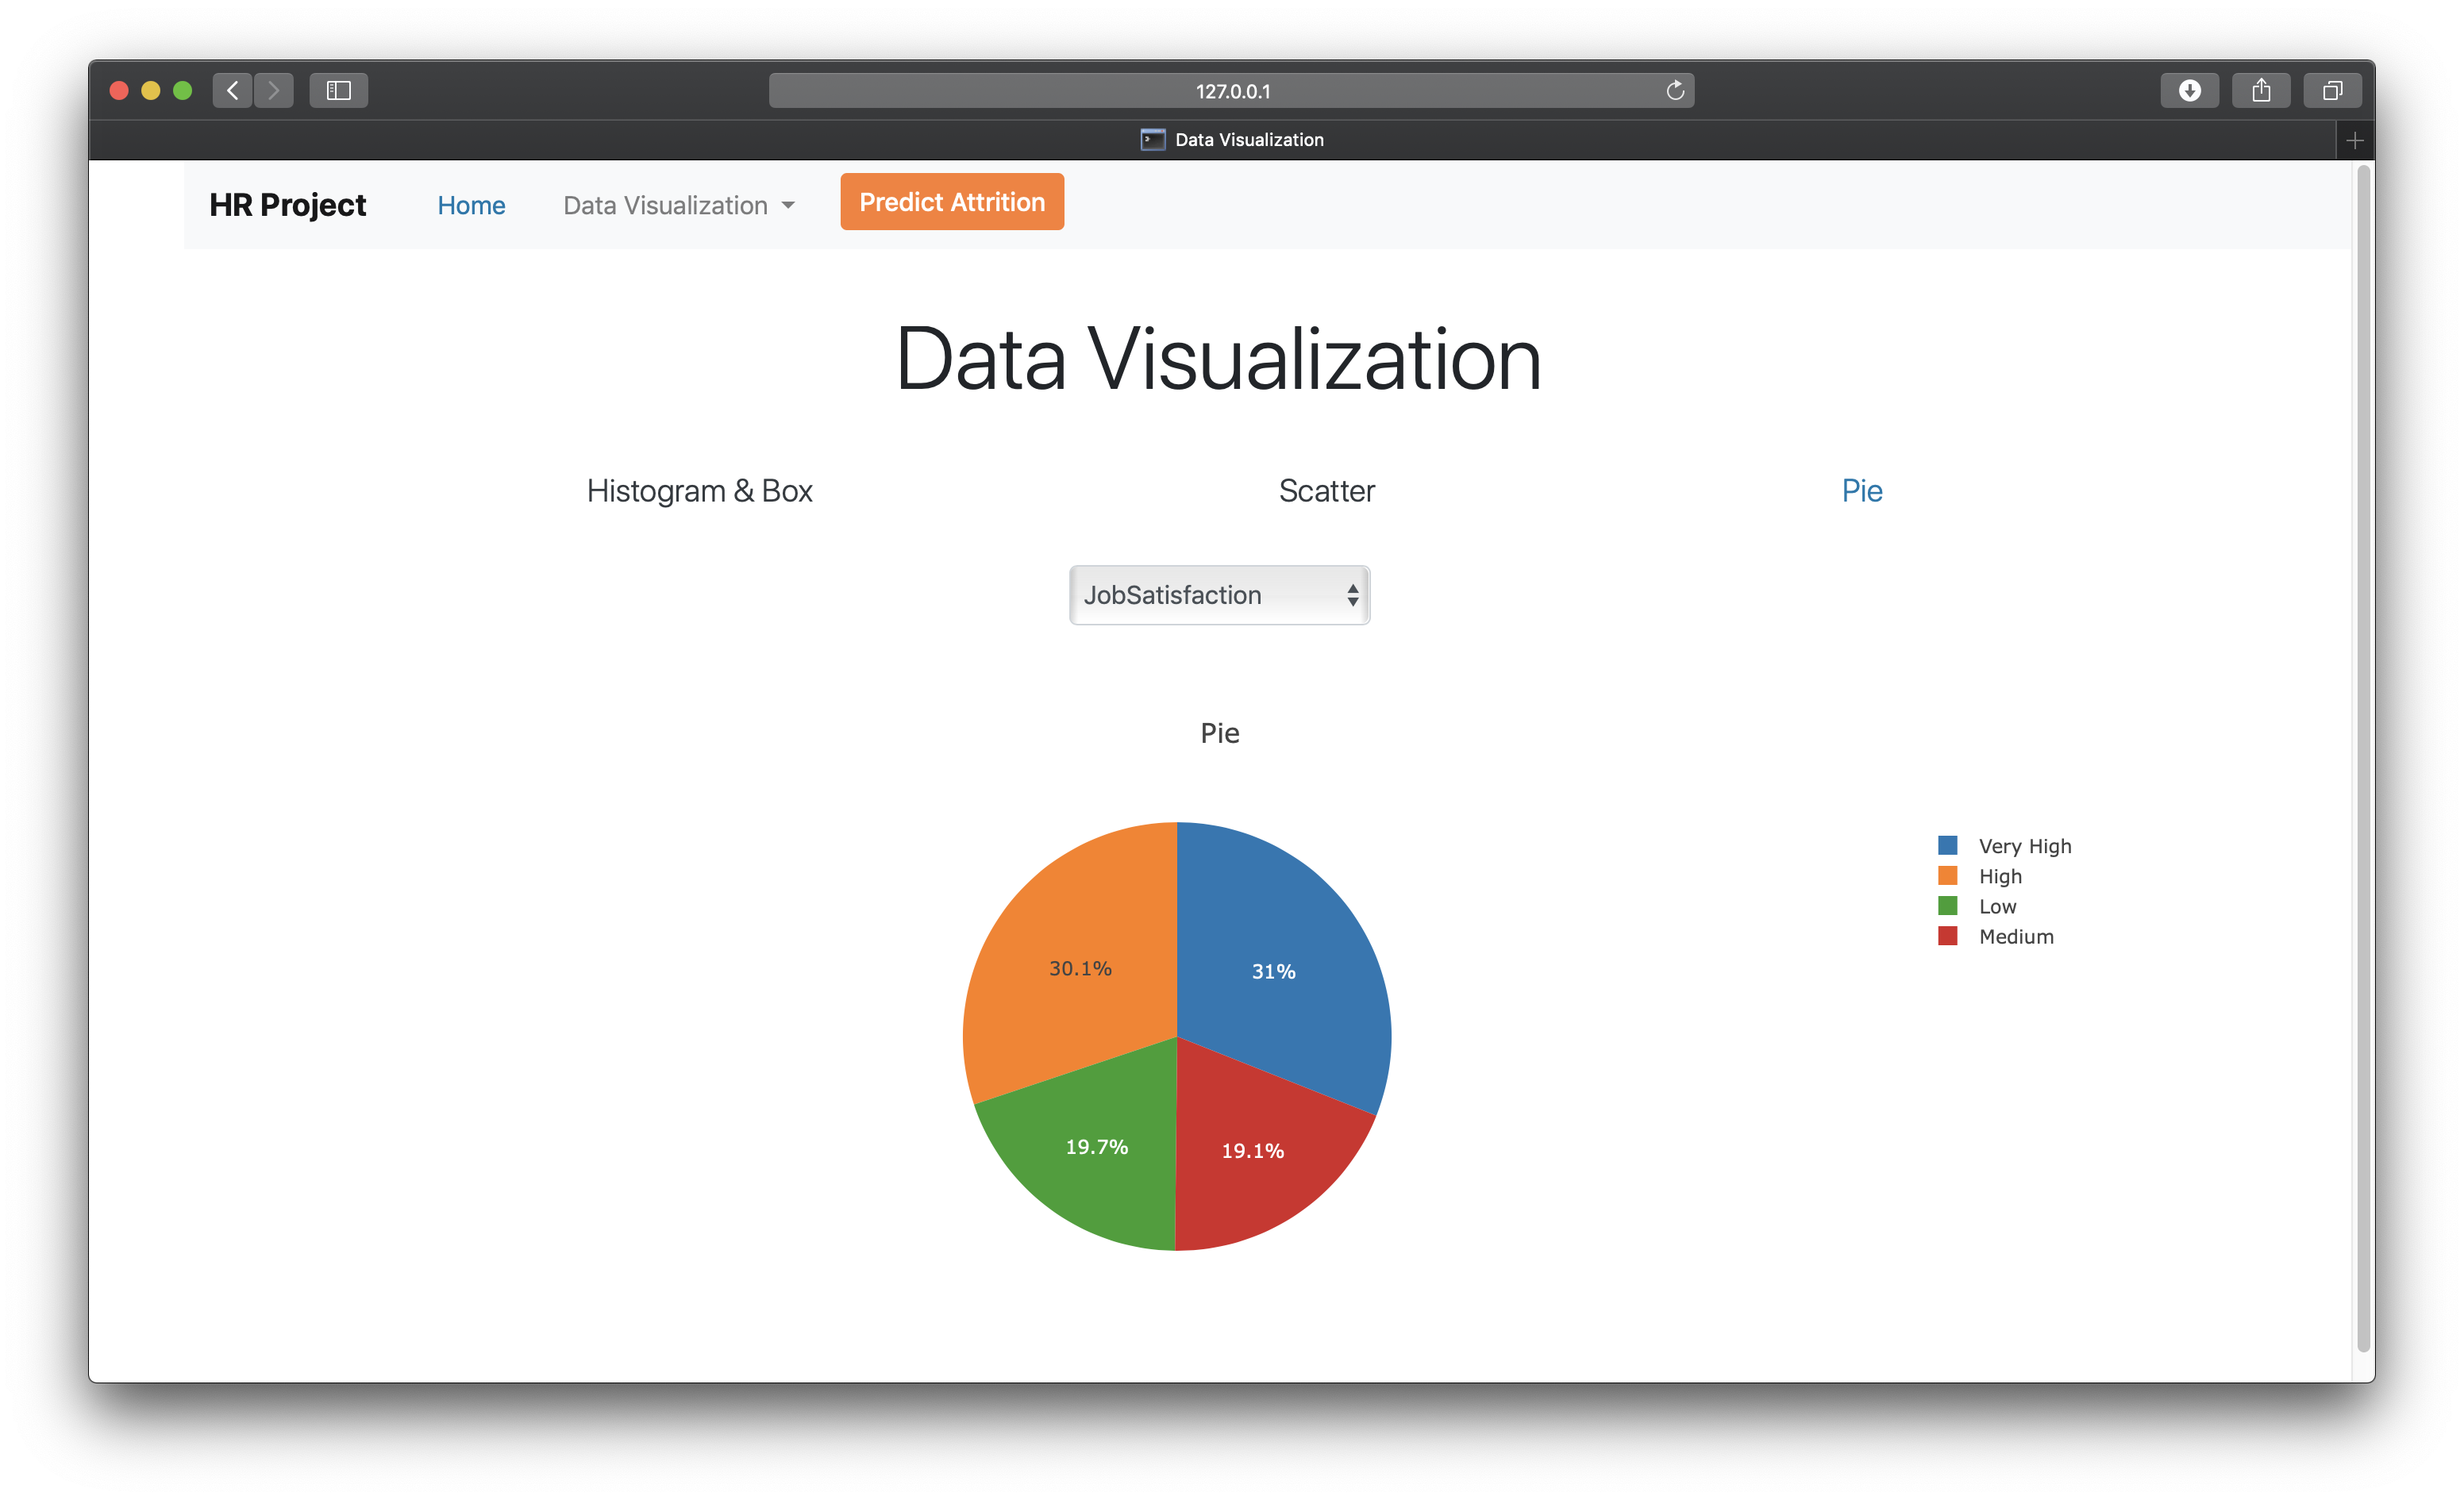 127.0.0.1
Data Visualization
HR Project Home Data Visualization Predict Attrition
Data Visualization
Histogram & Box Scatter Pie
JobSatisfaction
Pie
Very High
High
Low
Medium
30.1% 31%
19.7% 19.1%